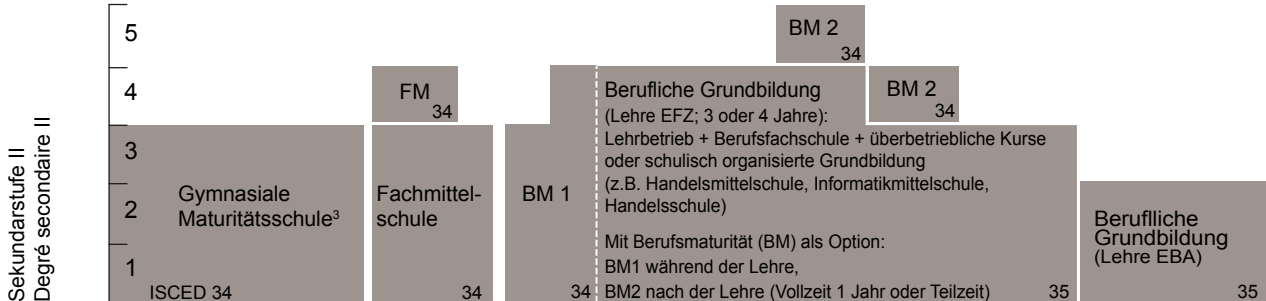 Sekundarstufe II
Degré secondaire II
5
4
3
2
1
Gymnasiale
Maturitätsschule³
ISCED 34
FM
34
Fachmittel-
schule
34
BM 1
34
BM 2
34
BM 2
34
Berufliche Grundbildung
(Lehre EFZ; 3 oder 4 Jahre):
Lehrbetrieb + Berufsfachschule + überbetriebliche Kurse
oder schulisch organisierte Grundbildung
(z.B. Handelsmittelschule, Informatikmittelschule,
Handelsschule)
Mit Berufsmaturität (BM) als Option:
BM1 während der Lehre,
BM2 nach der Lehre (Vollzeit 1 Jahr oder Teilzeit)
35
Beruflliche
Grundbildung
(Lehre EBA)
35